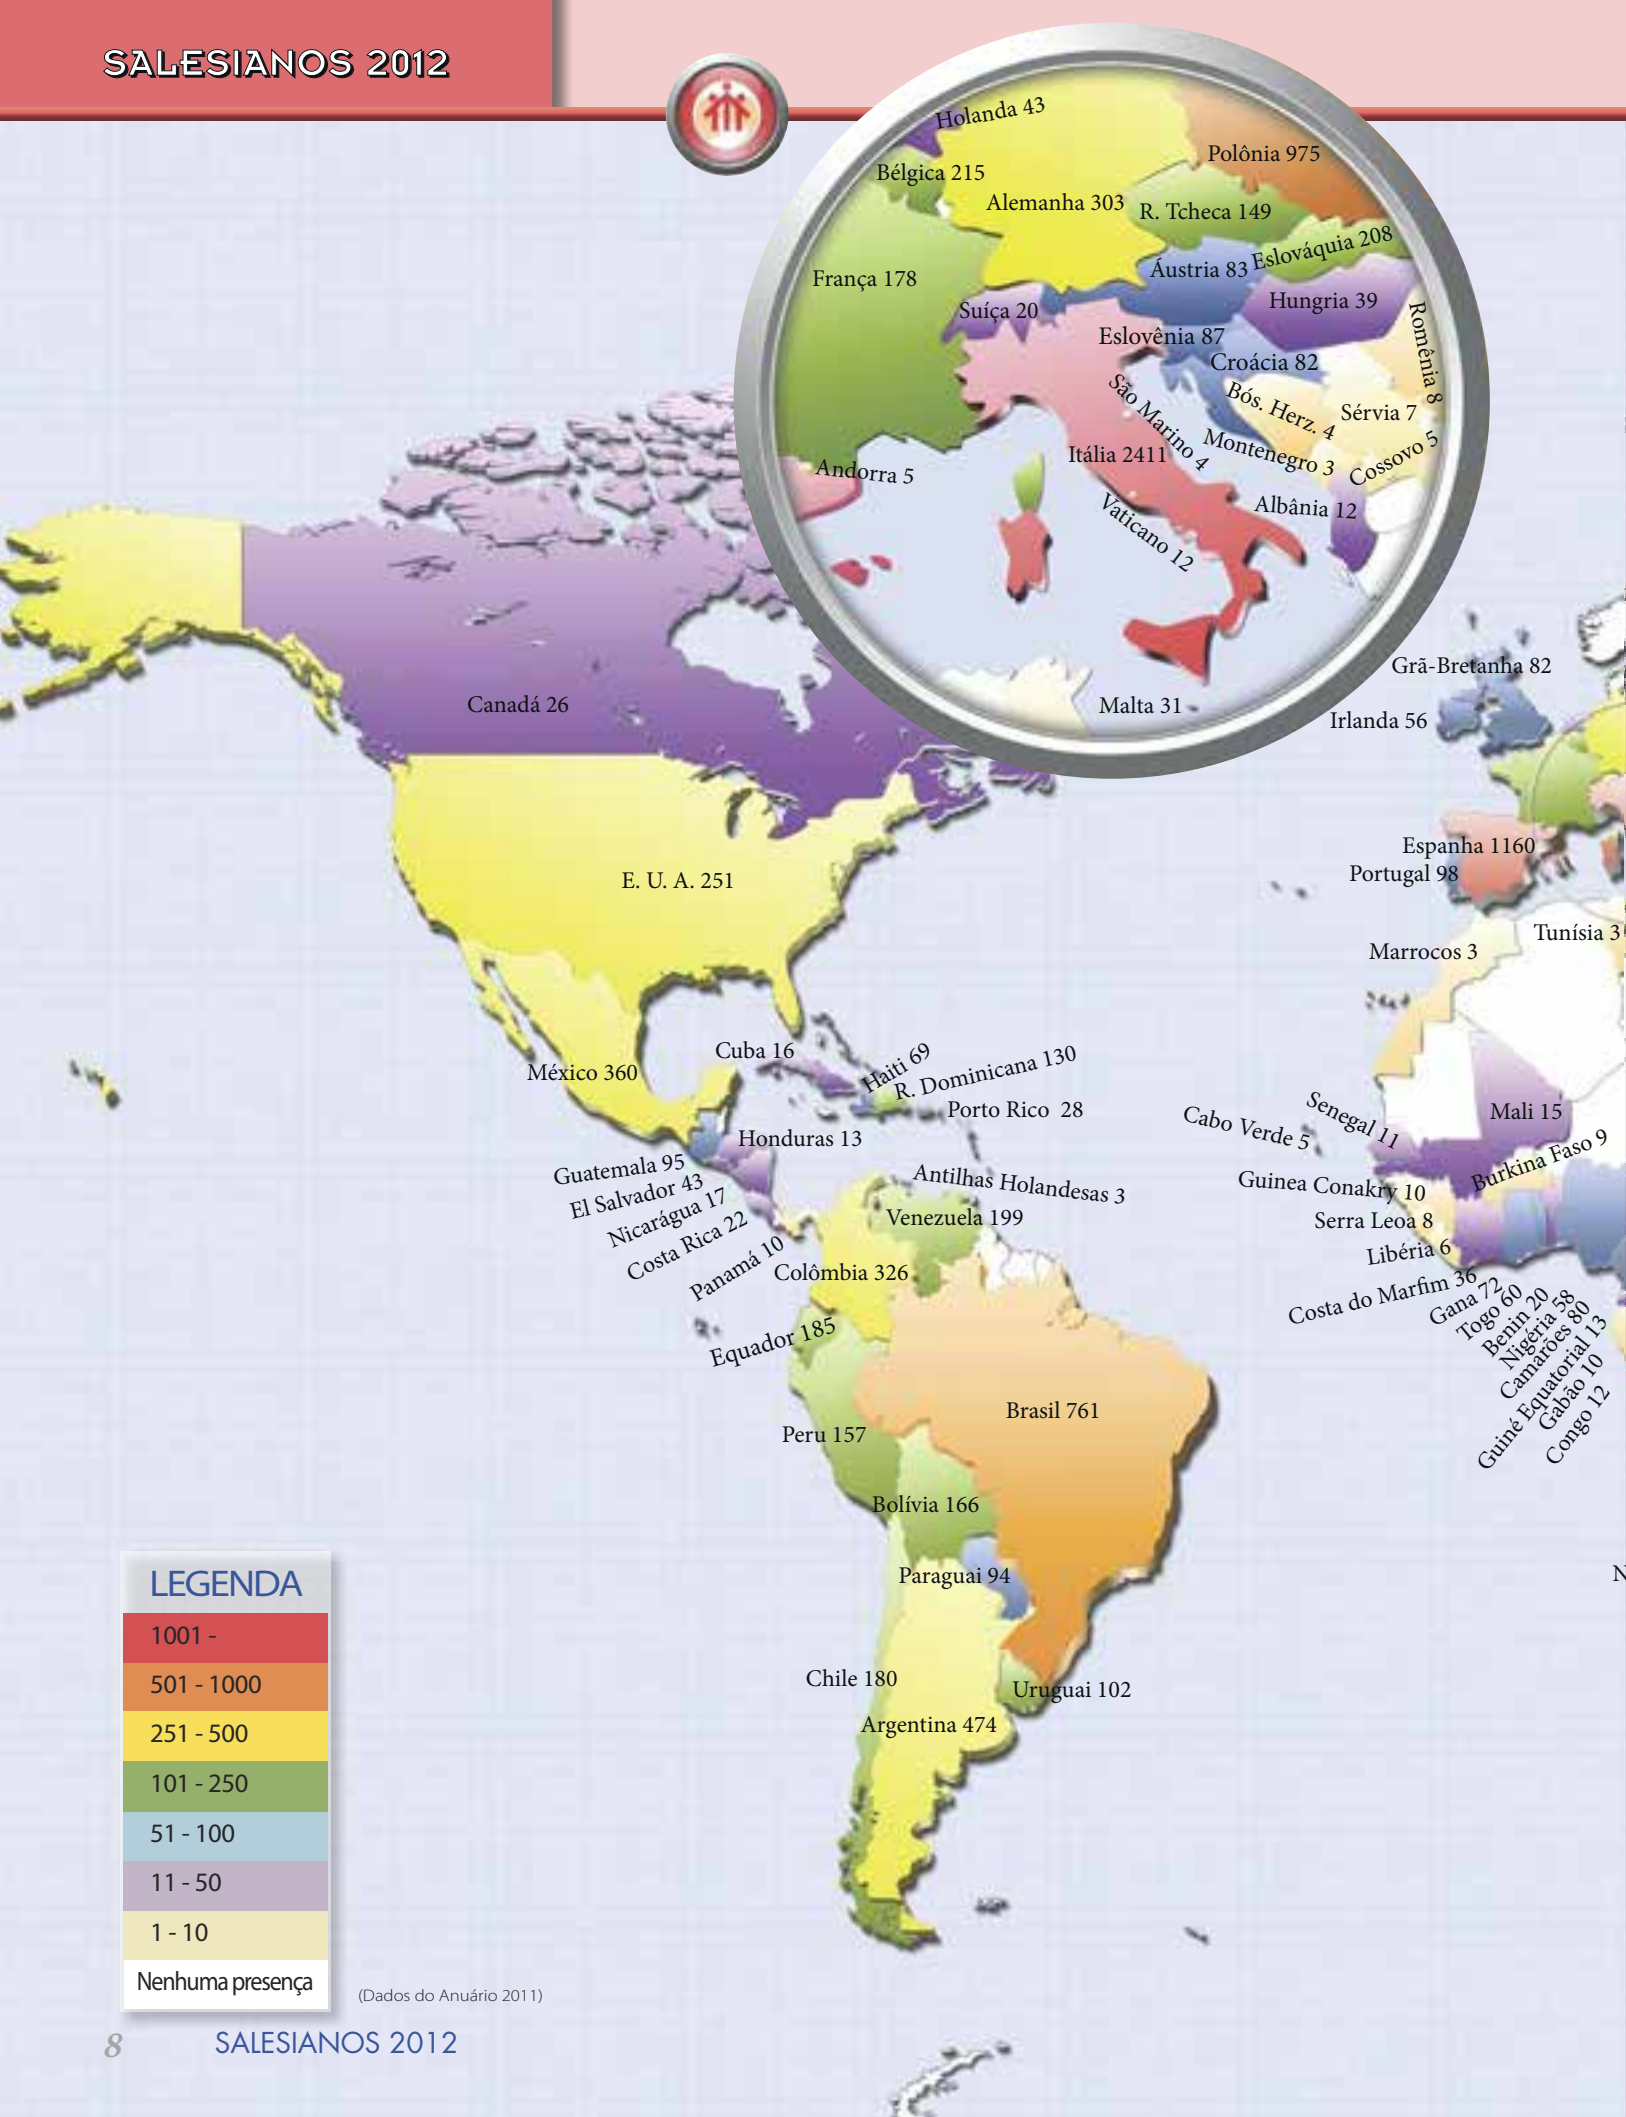 SALESIANOS 2012
Holanda 43
Polônia 975
Bélgica 215
Alemanha 303
R. Tcheca 149
Eslováquia 208
França 178
Áustria 83
Suíça 20
Hungria 39
Romênia 8
Eslovênia 87
Croácia 82
Bós. Herz. 4
Sérvia 7
São Marino 4
Itália 2411
Montenegro 3
Cossovo 5
Andorra 5
Albânia 12
Vaticano 12
Malta 31
Grã-Bretanha 82
Irlanda 56
Canadá 26
E. U. A. 251
Espanha 1160
Portugal 98
Tunísia 3
Marrocos 3
México 360
Cuba 16
Haiti 69
R. Dominicana 130
Porto Rico 28
Honduras 13
Guatemala 95
El Salvador 43
Nicarágua 17
Costa Rica 22
Panamá 10
Antilhas Holandesas 3
Venezuela 199
Colômbia 326
Equador 185
Cabo Verde 5
Senegal 11
Mali 15
Burkina Faso 9
Guinea Conakry 10
Serra Leoa 8
Libéria 6
Costa do Marfim 36
Gana 72
Togo 60
Benin 20
Nigéria 58
Camarões 80
Guiné Equatorial 13
Gabão 10
Congo 12
Brasil 761
Peru 157
Bolívia 166
Paraguai 94
N
Chile 180
Uruguai 102
Argentina 474
LEGENDA
1001 -
501 - 1000
251 - 500
101 - 250
51 - 100
11 - 50
1 - 10
Nenhuma presença
(Dados do Anuário 2011)
8
SALESIANOS 2012